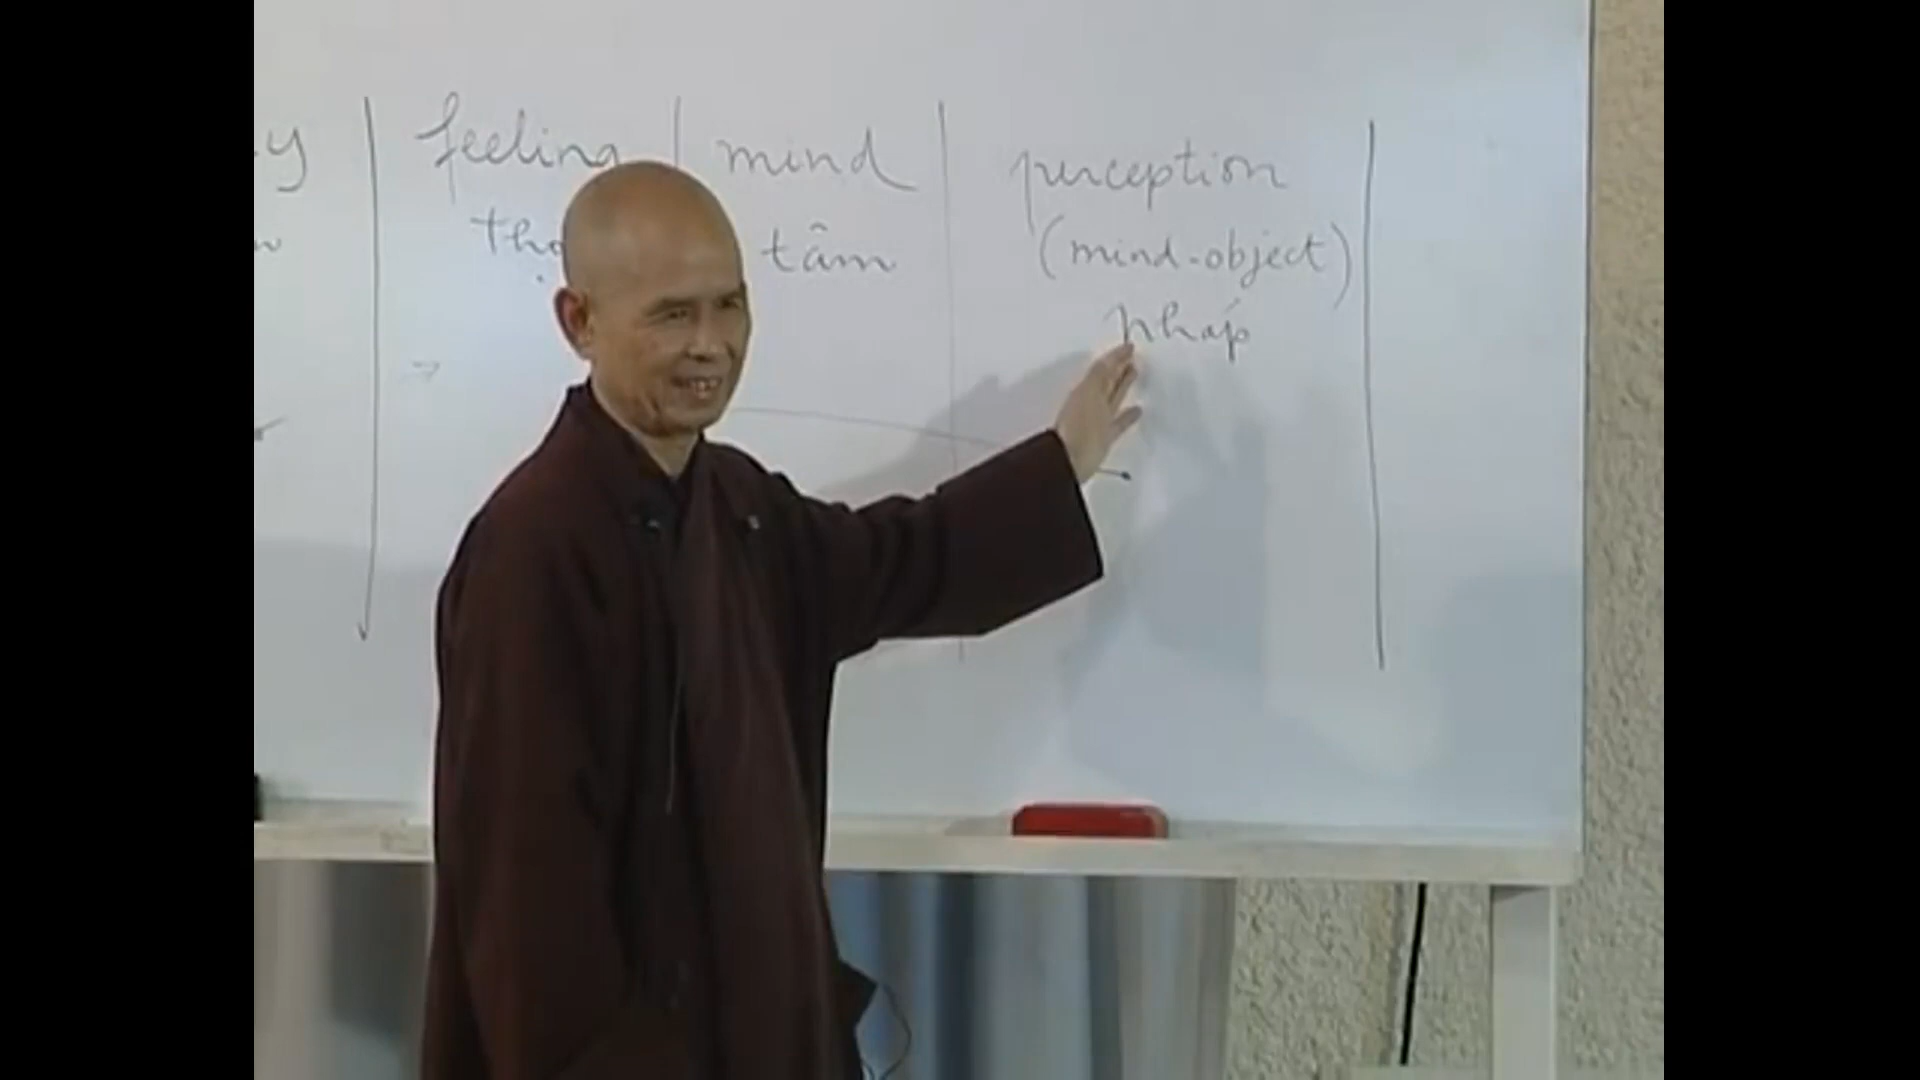 feeling mind perception
tâm (mind-object)
pháp